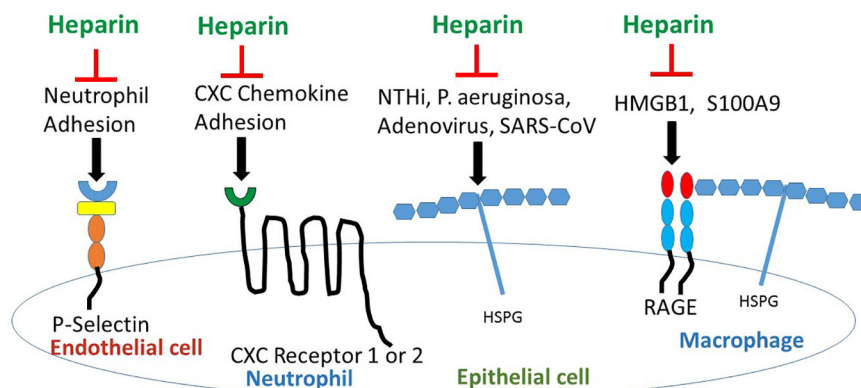 Heparin
Neutrophil
Adhesion
P-Selectin
Endothelial cell
Heparin
CXC Chemokine
Adhesion
CXC Receptor 1 or 2
Neutrophil
Heparin
NTHi, P. aeruginosa,
Adenovirus, SARS-CoV
HSPG
Epithelial cell
Heparin
HMGB1, S100A9
RAGE
HSPG
Macrophage